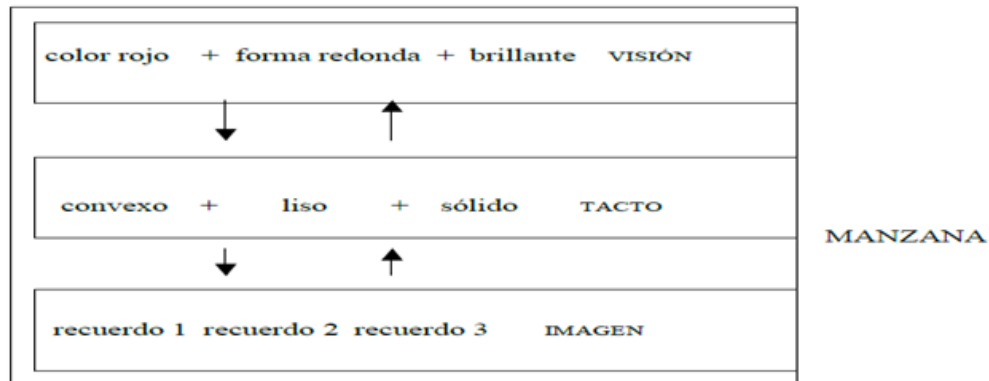 color rojo + forma redonda + brillante VISIÓN
convexo + liso + sólido TACTO
MANZANA
recuerdo 1 recuerdo 2 recuerdo 3 IMAGEN